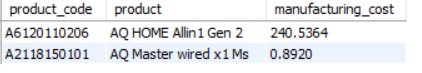 product_code product manufacturing_cost
A6120110206 AQ HOME Allin1 Gen 2 240.5364
A2118150101 AQ Master wired x1 Ms 0.8920